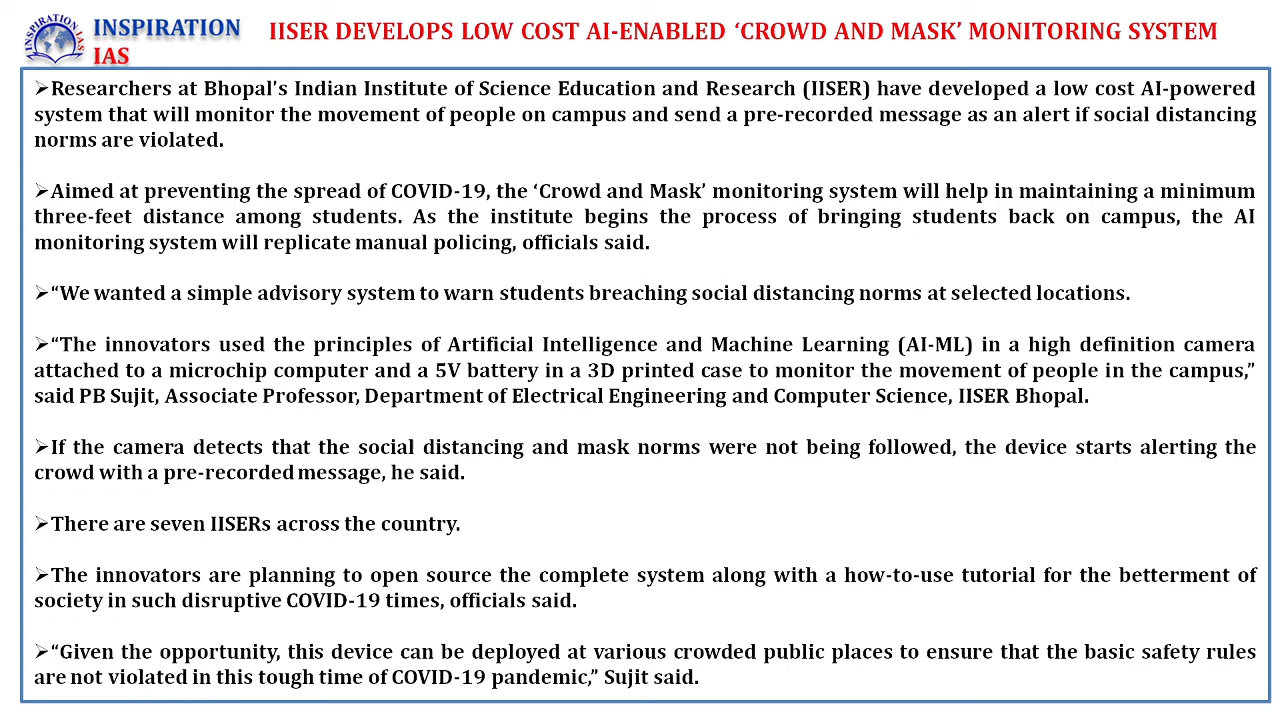 INSPIRATION IAS
INSPIRATION
IAS
IISER DEVELOPS LOW COST AI-ENABLED ‘CROWD AND MASK’ MONITORING SYSTEM
➢Researchers at Bhopal’s Indian Institute of Science Education and Research (IISER) have developed a low cost AI-powered
system that will monitor the movement of people on campus and send a pre-recorded message as an alert if social distancing
norms are violated.
➢Aimed at preventing the spread of COVID-19, the ‘Crowd and Mask’ monitoring system will help in maintaining a minimum
three-feet distance among students. As the institute begins the process of bringing students back on campus, the AI
monitoring system will replicate manual policing, officials said.
➢“We wanted a simple advisory system to warn students breaching social distancing norms at selected locations.
➢“The innovators used the principles of Artificial Intelligence and Machine Learning (AI-ML) in a high definition camera
attached to a microchip computer and a 5V battery in a 3D printed case to monitor the movement of people in the campus,”
said PB Sujit, Associate Professor, Department of Electrical Engineering and Computer Science, IISER Bhopal.
➢If the camera detects that the social distancing and mask norms were not being followed, the device starts alerting the
crowd with a pre-recorded message, he said.
➢There are seven IISERs across the country.
➢The innovators are planning to open source the complete system along with a how-to-use tutorial for the betterment of
society in such disruptive COVID-19 times, officials said.
➢“Given the opportunity, this device can be deployed at various crowded public places to ensure that the basic safety rules
are not violated in this tough time of COVID-19 pandemic,” Sujit said.